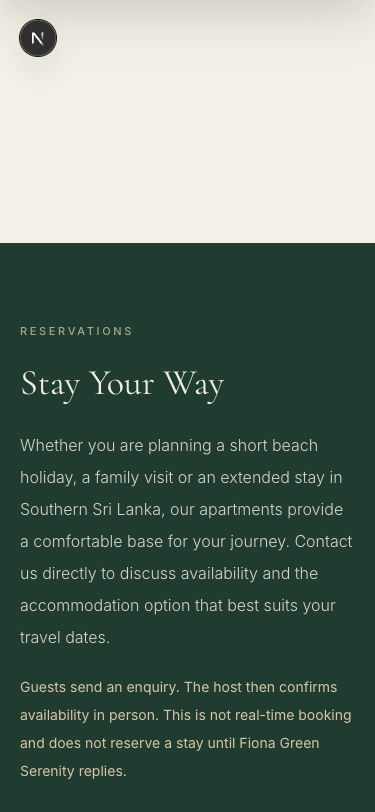 N
RESERVATIONS
Stay Your Way
Whether you are planning a short beach
holiday, a family visit or an extended stay in
Southern Sri Lanka, our apartments provide
a comfortable base for your journey. Contact
us directly to discuss availability and the
accommodation option that best suits your
travel dates.
Guests send an enquiry. The host then confirms
availability in person. This is not real-time booking
and does not reserve a stay until Fiona Green
Serenity replies.